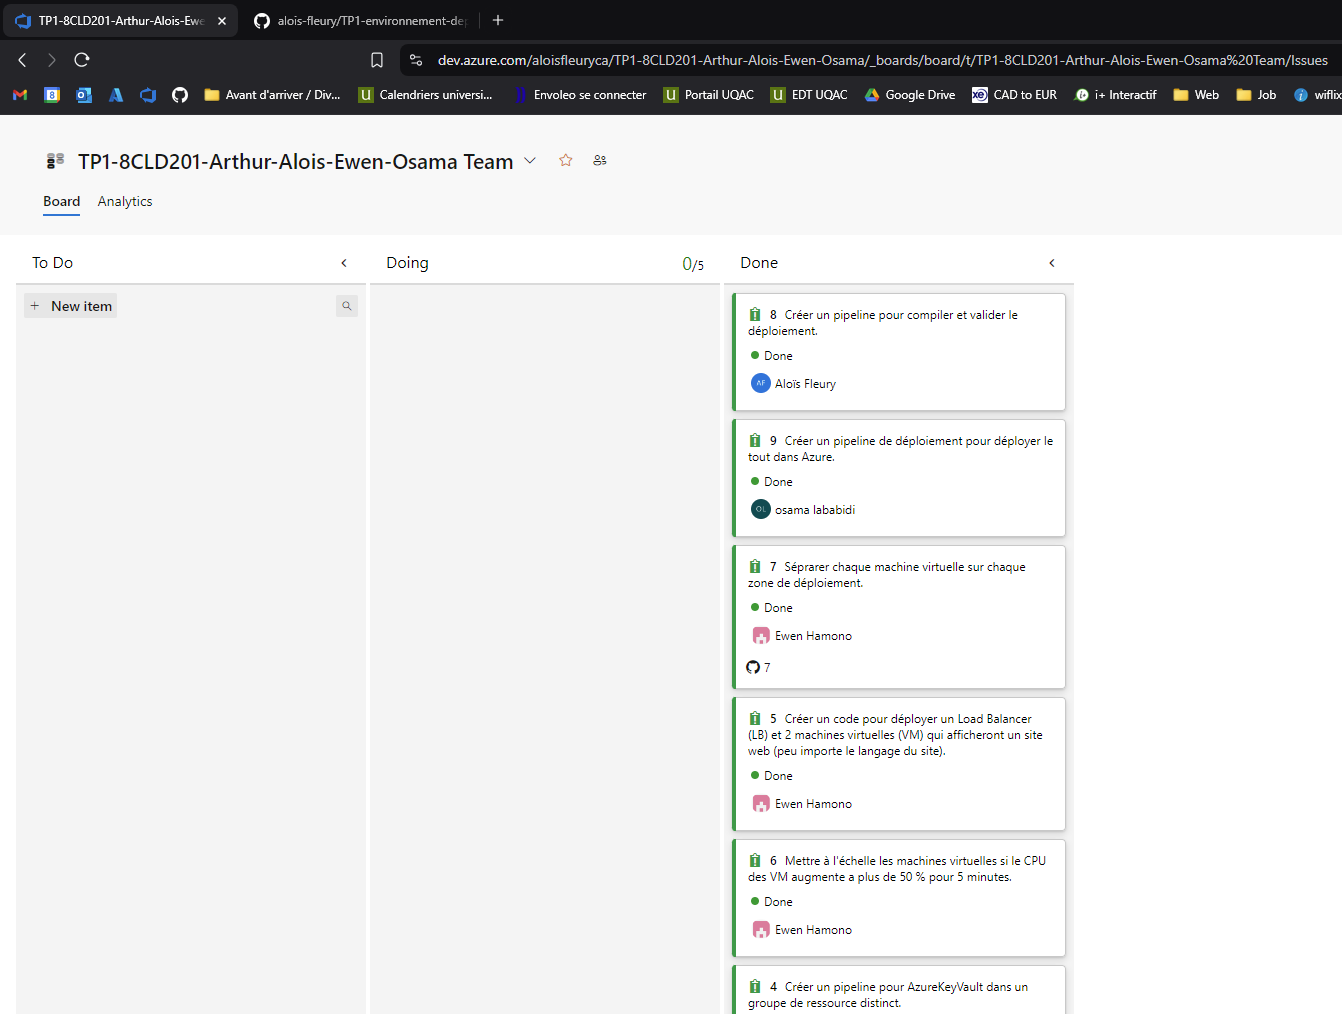 TP1-8CLD201-Arthur-Alois-Ewe
alois-fleury/TP1-environnement-de
dev.azure.com/aloisfleuryca/TP1-8CLD201-Arthur-Alois-Ewen-Osama/_boards/board/t/TP1-8CLD201-Arthur-Alois-Ewen-Osama%20Team/Issues
Avant d'arriver / Div... Calendriers universi... Envoleo se connecter Portail UQAC EDT UQAC Google Drive CAD to EUR i+ Interactif Web Job wiflix
TP1-8CLD201-Arthur-Alois-Ewen-Osama Team
Board Analytics
To Do
Doing 0/5
Done
+ New item
8 Créer un pipeline pour compiler et valider le
déploiement.
Done
AF Aloïs Fleury
9 Créer un pipeline de déploiement pour déployer le
tout dans Azure.
Done
OL osama lababidi
7 Séprarer chaque machine virtuelle sur chaque
zone de déploiement.
Done
Ewen Hamono
7
5 Créer un code pour déployer un Load Balancer
(LB) et 2 machines virtuelles (VM) qui afficheront un site
web (peu importe le langage du site).
Done
Ewen Hamono
6 Mettre à l'échelle les machines virtuelles si le CPU
des VM augmente a plus de 50 % pour 5 minutes.
Done
Ewen Hamono
4 Créer un pipeline pour AzureKeyVault dans un
groupe de ressource distinct.